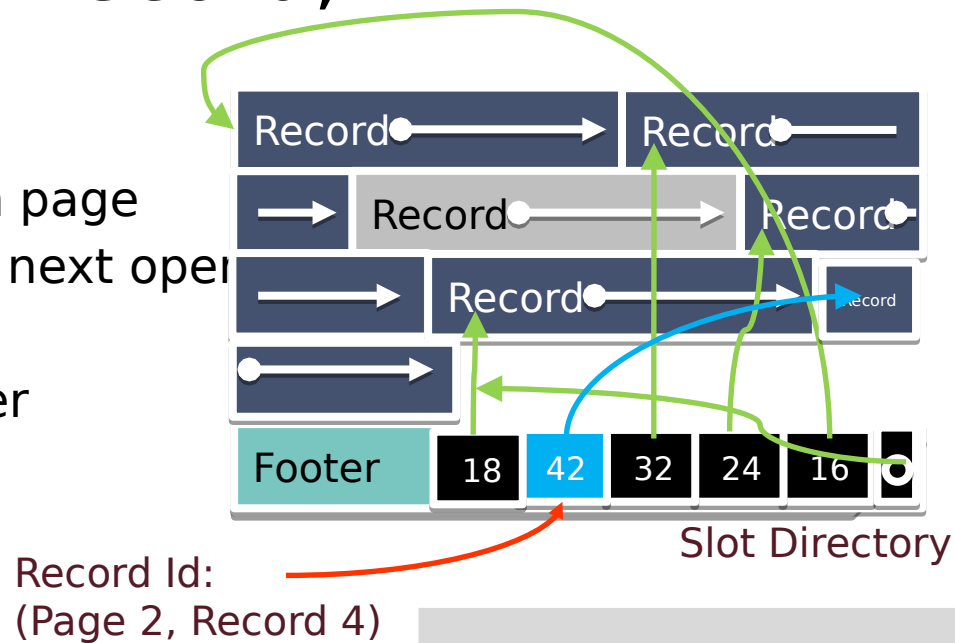 Record Record
page
Record Record
next open
Record Record
er
Footer 18 42 32 24 16
Slot Directory
Record Id:
(Page 2, Record 4)